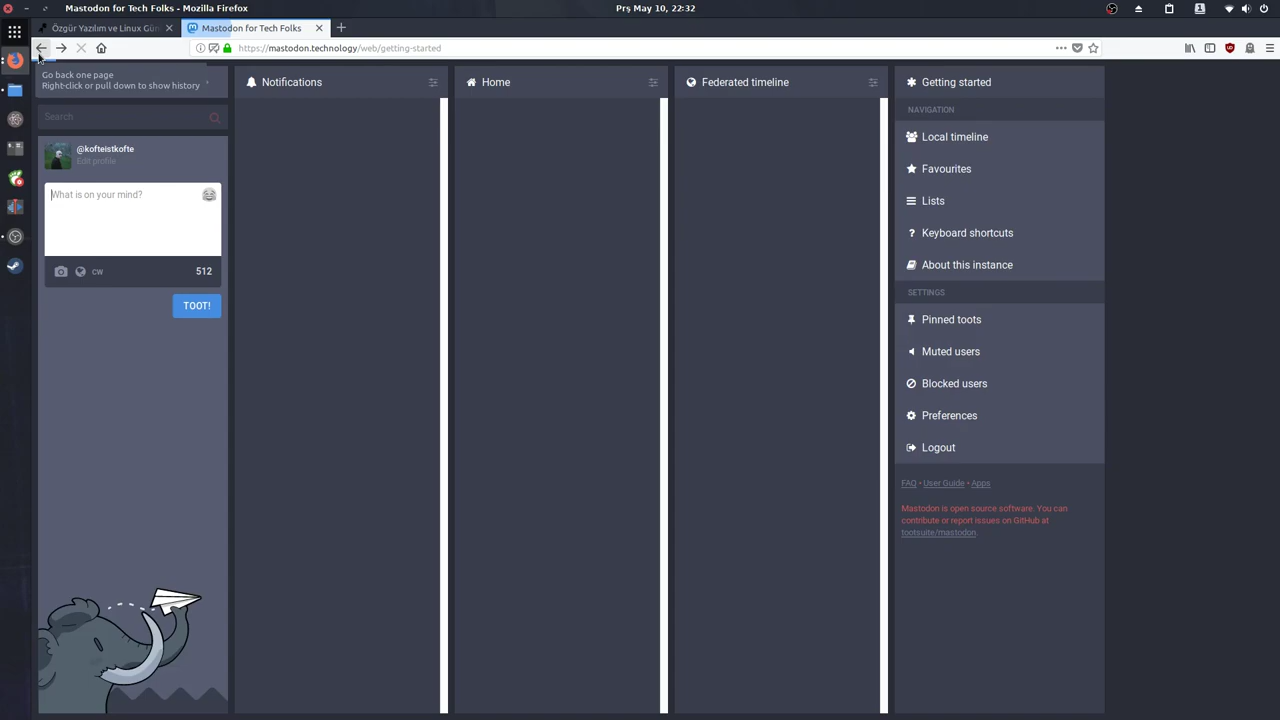 Mastodon for Tech Folks - Mozilla Firefox
Prş May 10, 22:32
Özgür Yazılım ve Linux Gün
Mastodon for Tech Folks
https://mastodon.technology/web/getting-started
Go back one page
Right-click or pull down to show history
Search
@kofteistkofte
Edit profile
What is on your mind?
CW
512
TOOT!
Notifications
Home
Federated timeline
Getting started
NAVIGATION
Local timeline
Favourites
Lists
? Keyboard shortcuts
About this instance
SETTINGS
Pinned toots
Muted users
Blocked users
Preferences
Logout
FAQ • User Guide • Apps
Mastodon is open source software. You can
contribute or report issues on GitHub at
tootsuite/mastodon.